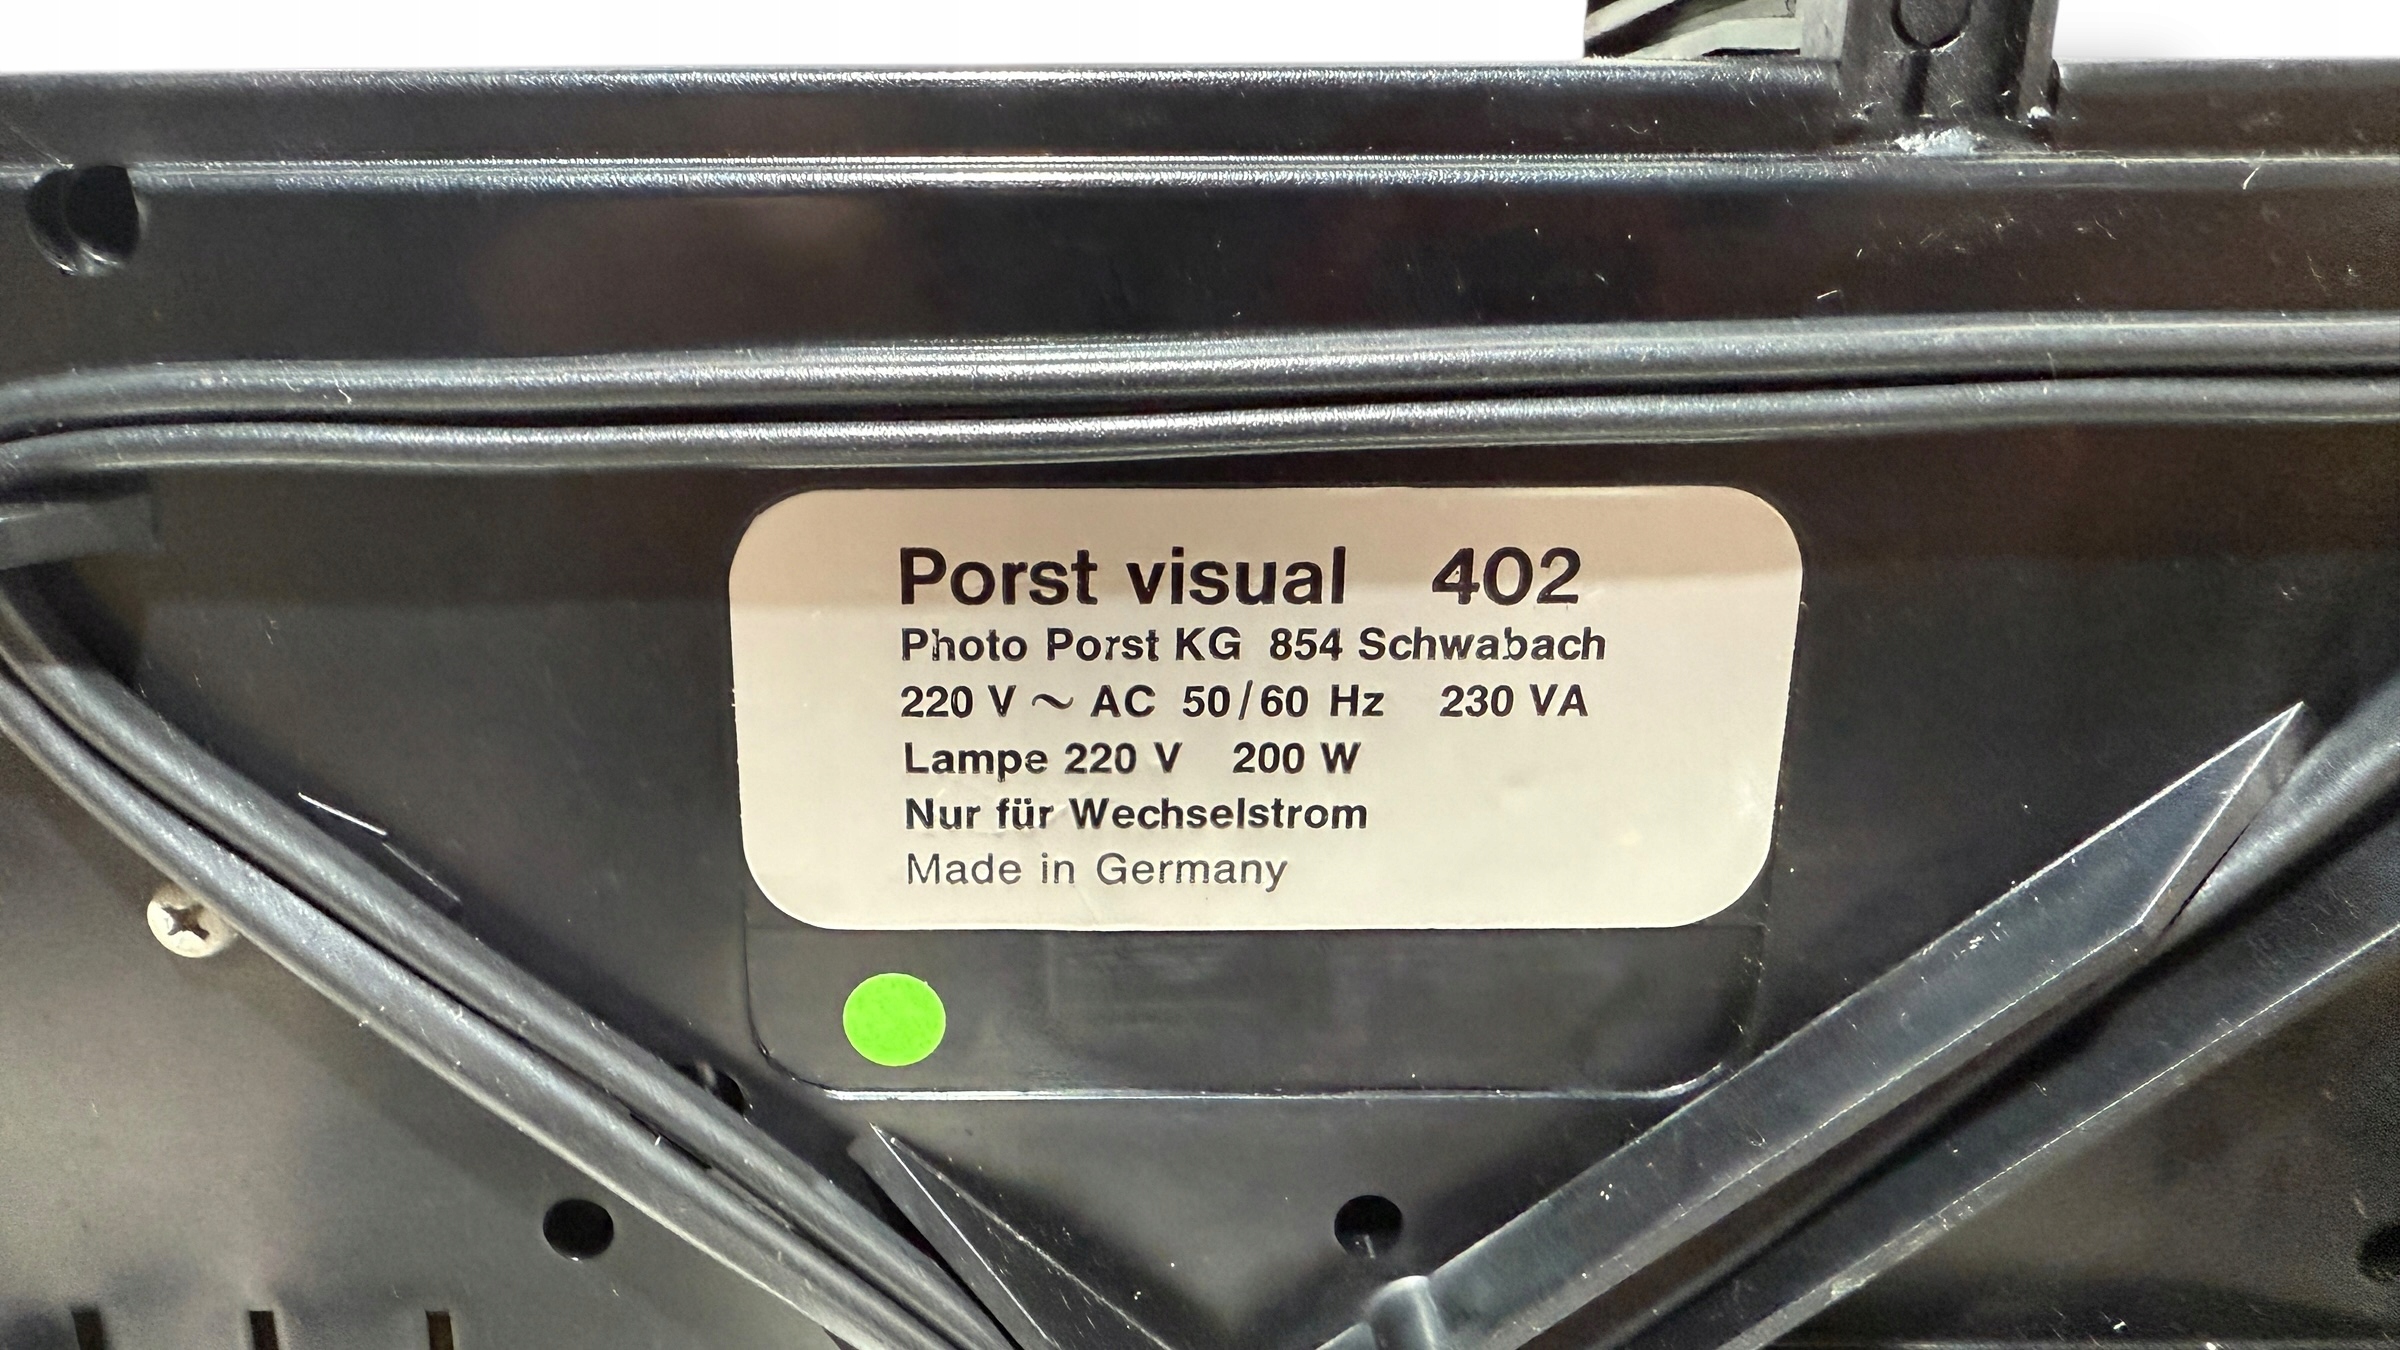 Porst visual 402
Photo Porst KG 854 Schwabach
220 V ~ AC 50/60 Hz 230 VA
Lampe 220 V 200 W
Nur für Wechselstrom
Made in Germany